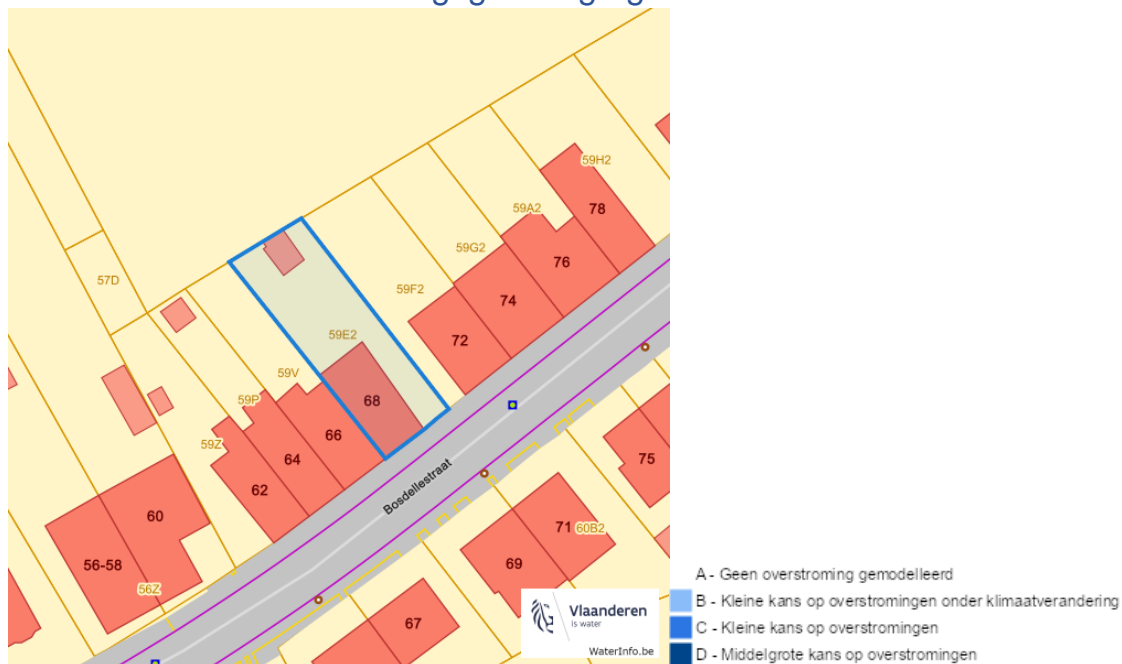 59H2
78
59A2
76
59G2
57D
59F2
74
59E2
72
59V
68
59P
66
59Z
64
62
Bosdellestraat
75
60
71 60B2
56-58
69
56Z
67
Vlaanderen
is water
WaterInfo.be
A - Geen overstroming gemodelleerd
B - Kleine kans op overstromingen onder klimaatverandering
C - Kleine kans op overstromingen
D - Middelgrote kans op overstromingen